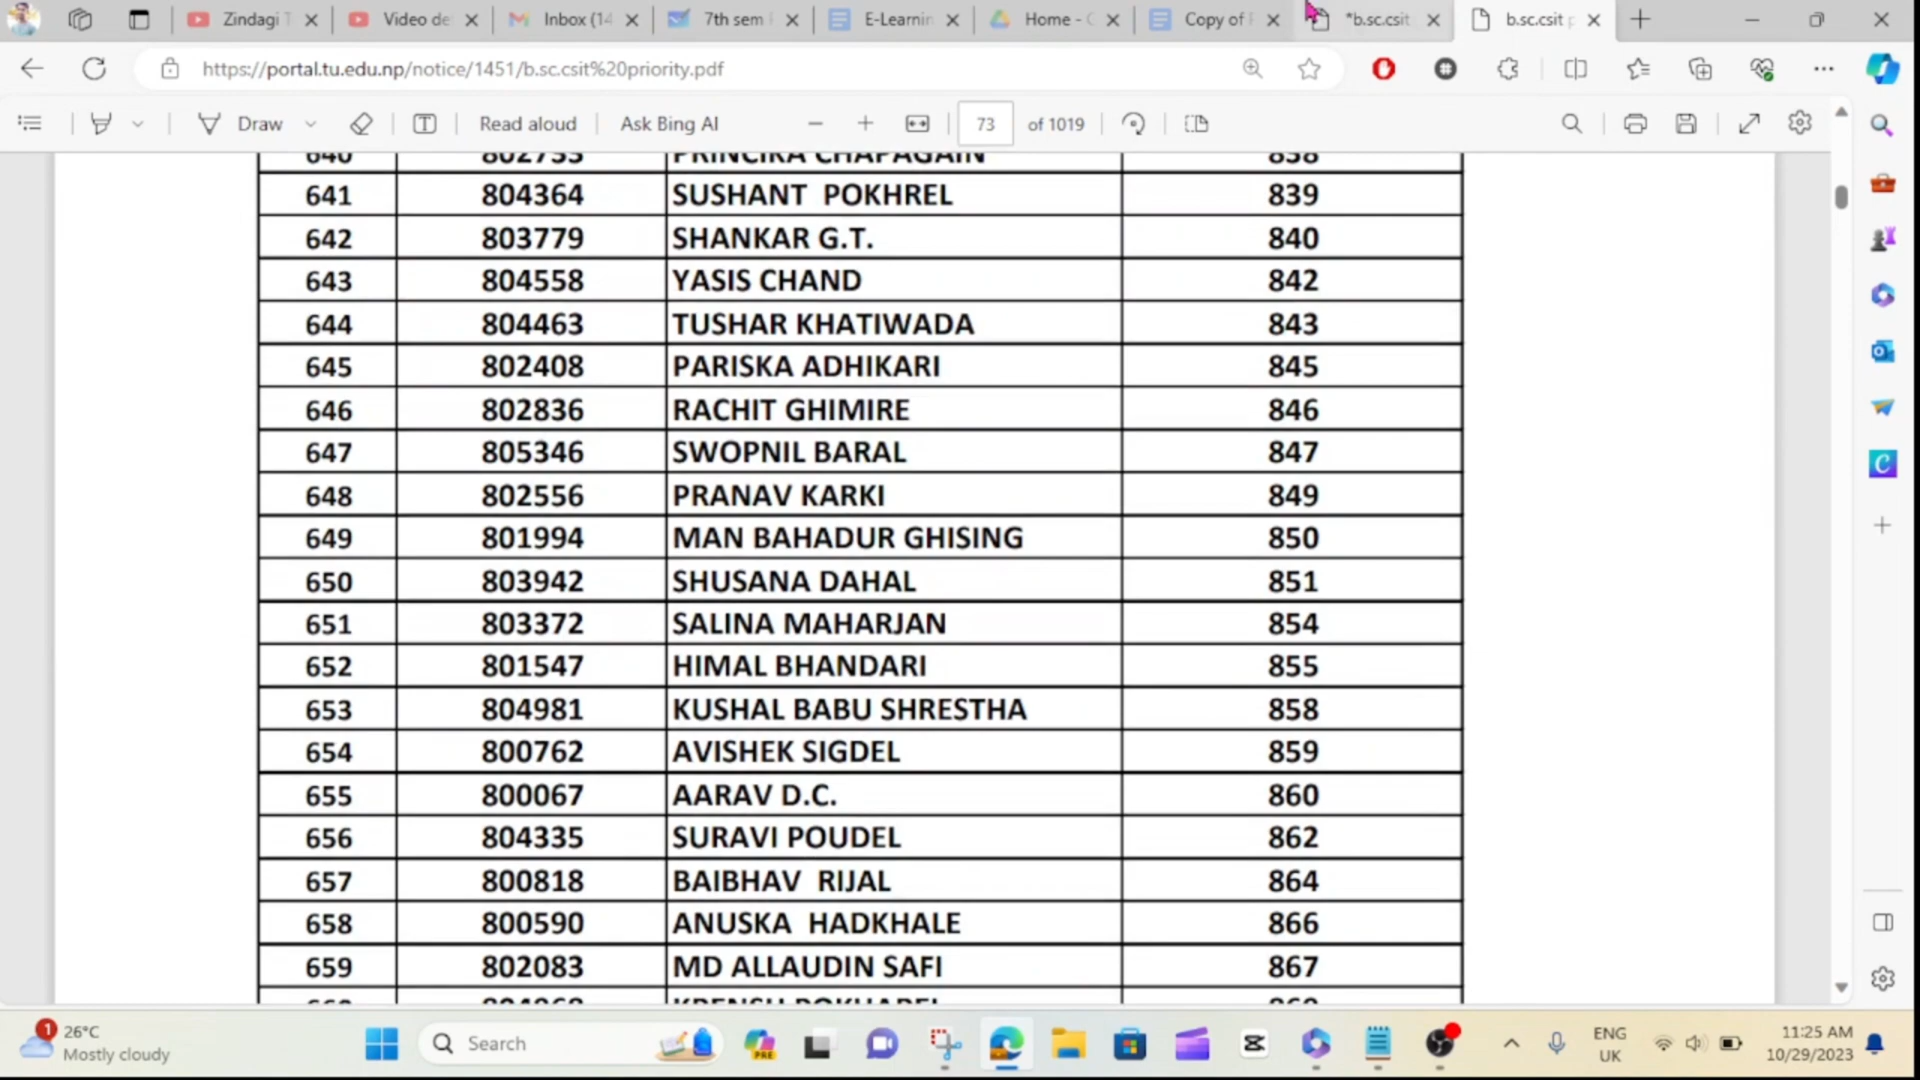 Zindagi T
Video de
Inbox (14
7th sem
E-Learnin
Home -
Copy of
*b.sc.csit
b.sc.csit p
https://portal.tu.edu.np/notice/1451/b.sc.csit%20priority.pdf
Draw
Read aloud
Ask Bing AI
73 of 1019
640 802733 PRINCIKA CHAPAGAIN 838
641 804364 SUSHANT POKHREL 839
642 803779 SHANKAR G.T. 840
643 804558 YASIS CHAND 842
644 804463 TUSHAR KHATIWADA 843
645 802408 PARISKA ADHIKARI 845
646 802836 RACHIT GHIMIRE 846
647 805346 SWOPNIL BARAL 847
648 802556 PRANAV KARKI 849
649 801994 MAN BAHADUR GHISING 850
650 803942 SHUSANA DAHAL 851
651 803372 SALINA MAHARJAN 854
652 801547 HIMAL BHANDARI 855
653 804981 KUSHAL BABU SHRESTHA 858
654 800762 AVISHEK SIGDEL 859
655 800067 AARAV D.C. 860
656 804335 SURAVI POUDEL 862
657 800818 BAIBHAV RIJAL 864
658 800590 ANUSKA HADKHALE 866
659 802083 MD ALLAUDIN SAFI 867
1
26°C
Mostly cloudy
Search
PRE
ENG
UK
11:25 AM
10/29/2023